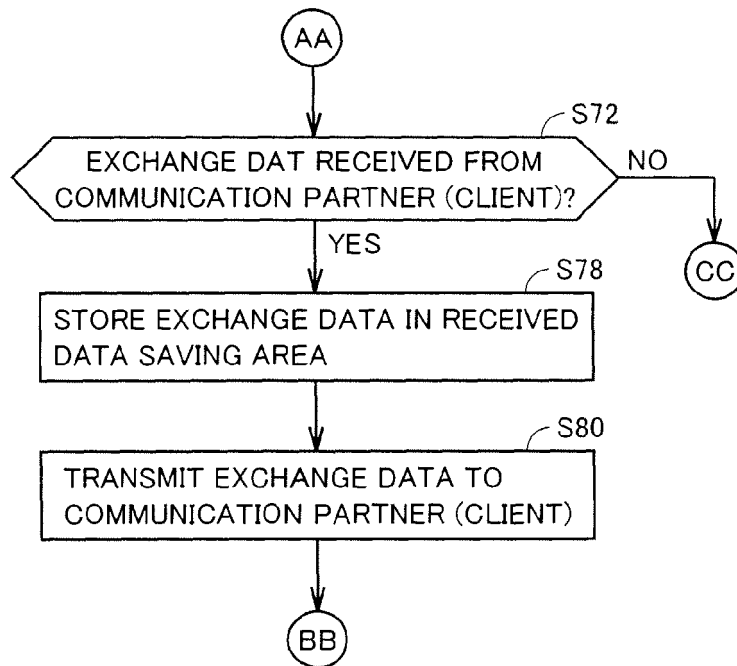 AA
S72
EXCHANGE DAT RECEIVED FROM
COMMUNICATION PARTNER (CLIENT)?
NO
YES
CC
S78
STORE EXCHANGE DATA IN RECEIVED
DATA SAVING AREA
S80
TRANSMIT EXCHANGE DATA TO
COMMUNICATION PARTNER (CLIENT)
BB